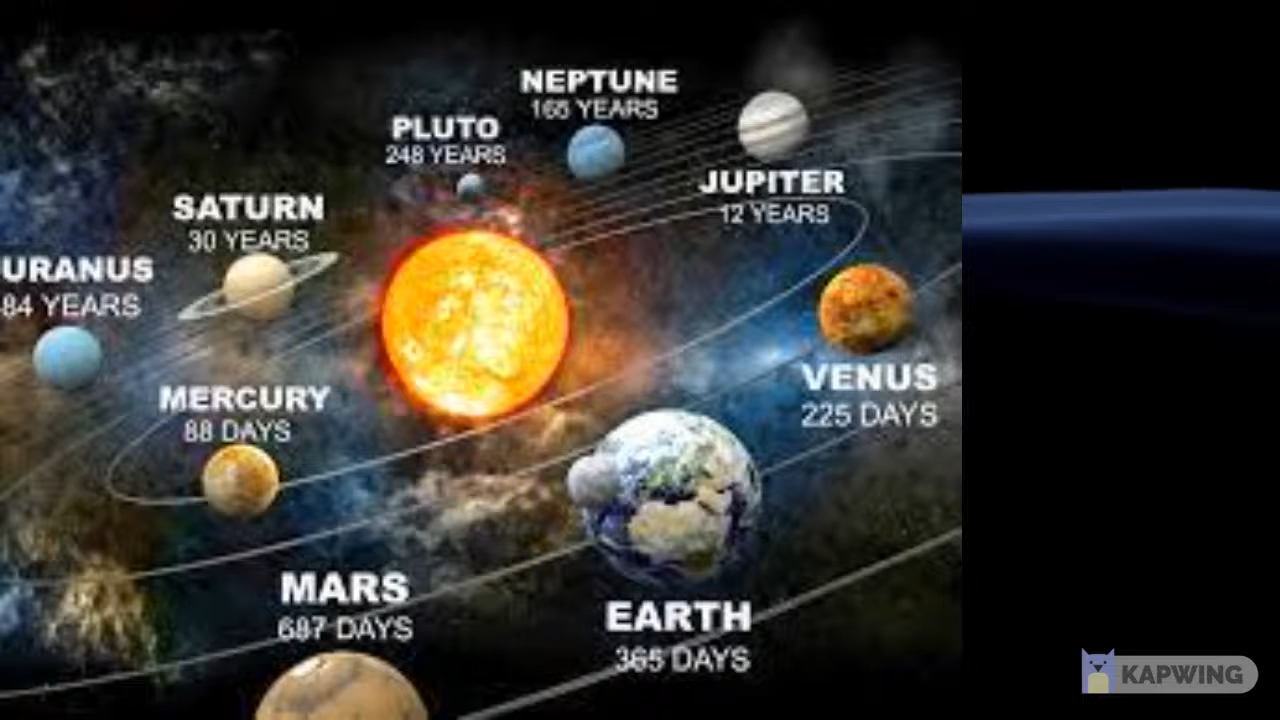 NEPTUNE
165 YEARS
PLUTO
248 YEARS
JUPITER
12 YEARS
SATURN
30 YEARS
URANUS
84 YEARS
VENUS
225 DAYS
MERCURY
88 DAYS
MARS
687 DAYS
EARTH
365 DAYS
KAPWING